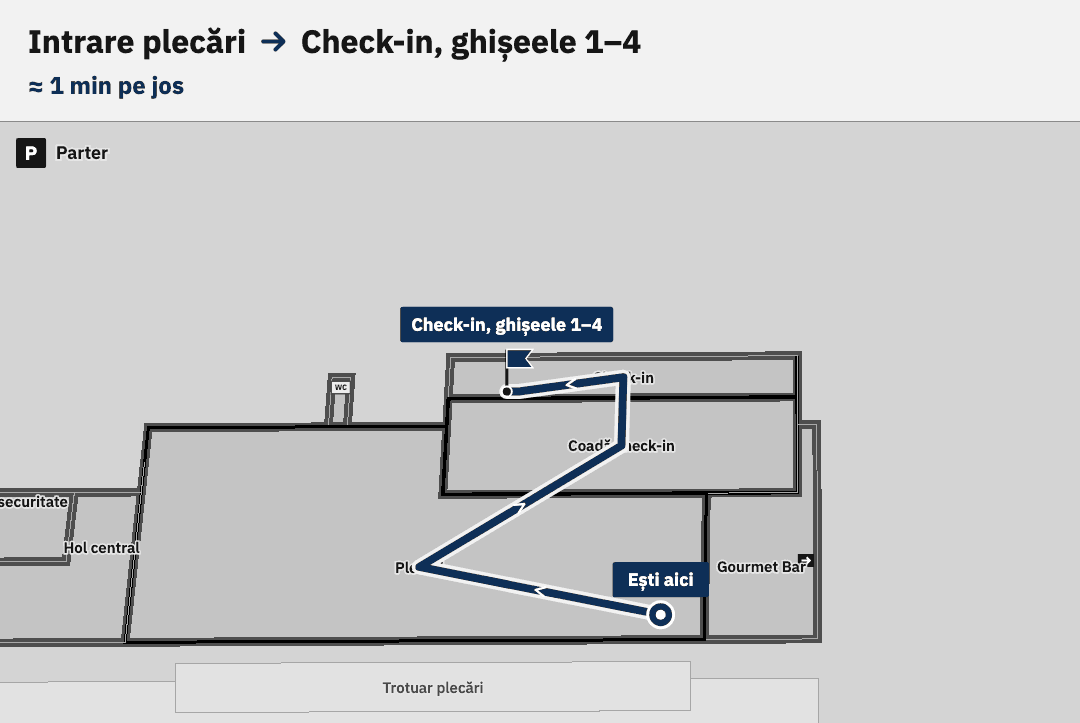 Intrare plecări → Check-in, ghișeele 1–4
≈ 1 min pe jos
P Parter
Check-in, ghișeele 1–4
WC
Coadă
securitate
Hol central
Ești aici
Gourmet Bar
Trotuar plecări